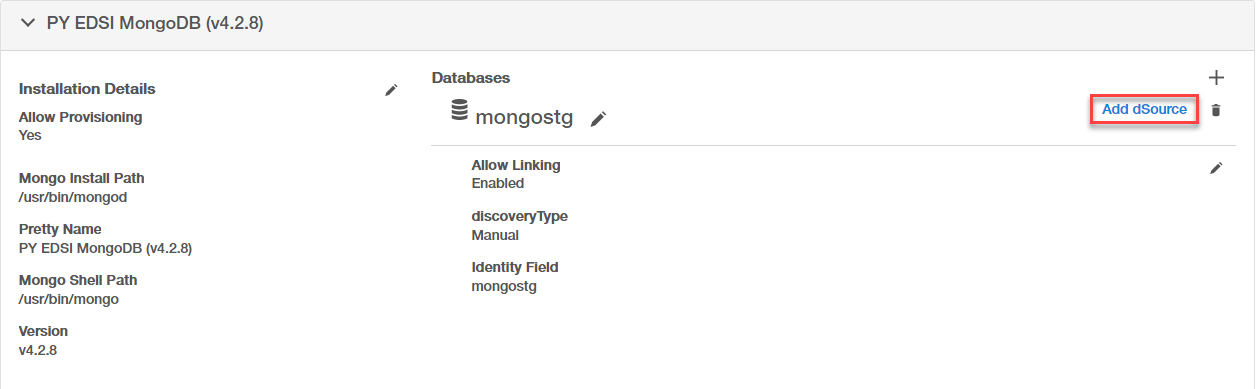 PY EDSI MongoDB (v4.2.8)
Installation Details
Allow Provisioning
Yes
Mongo Install Path
/usr/bin/mongod
Pretty Name
PY EDSI MongoDB (v4.2.8)
Mongo Shell Path
/usr/bin/mongo
Version
v4.2.8
Databases
mongostg
Add dSource
Allow Linking
Enabled
discoveryType
Manual
Identity Field
mongostg